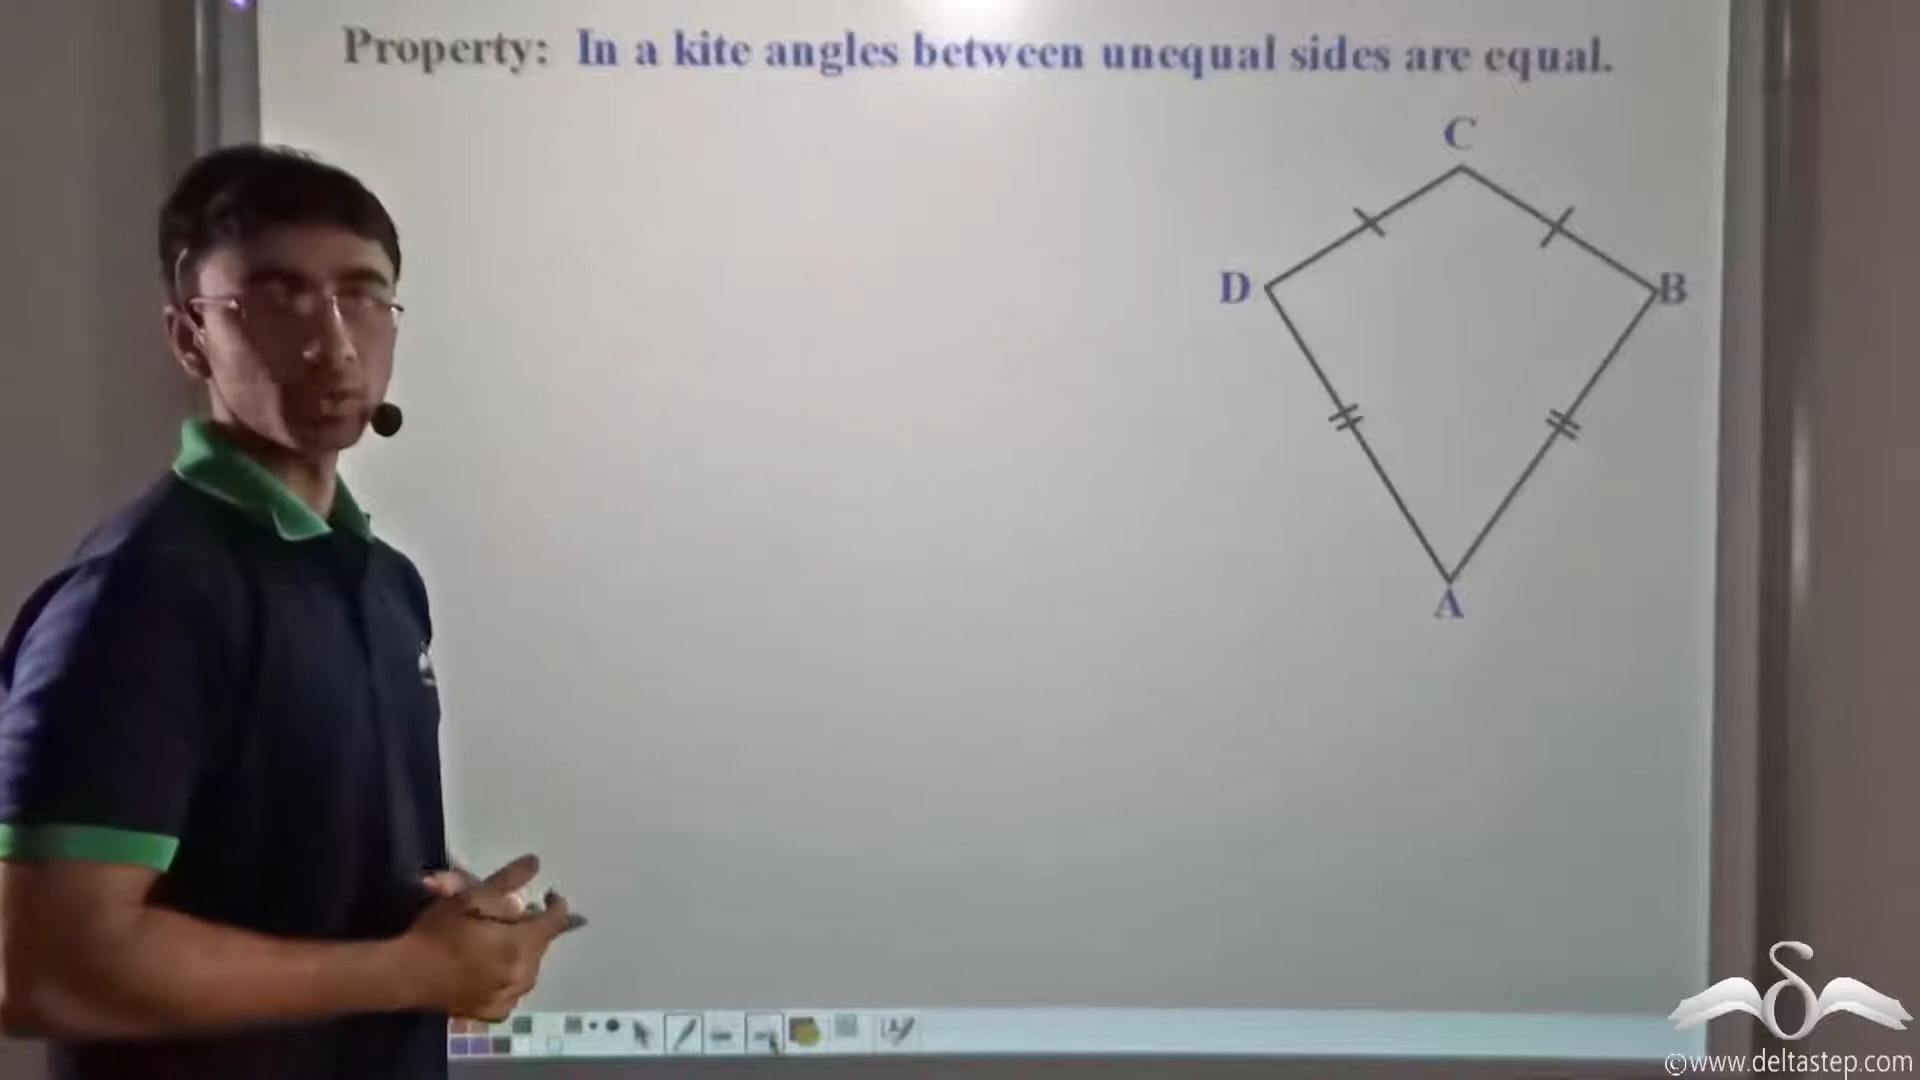 Property: In a kite angles between unequal sides are equal.
C
D
B
A
©www.deltastep.com